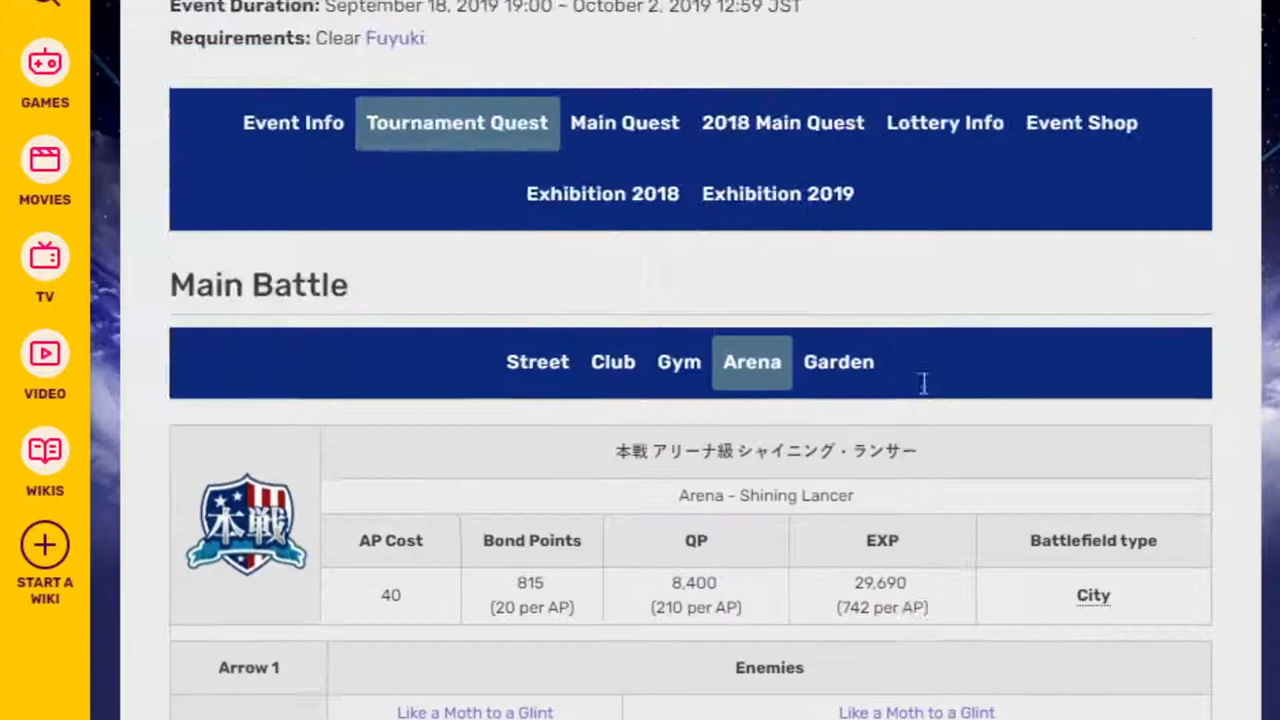 Event Duration: September 18, 2019 19:00 ~ October 2, 2019 12:59 JST
Requirements: Clear Fuyuki.
GAMES
MOVIES
TV
VIDEO
WIKIS
START A
WIKI
Event Info Tournament Quest Main Quest 2018 Main Quest Lottery Info Event Shop
Exhibition 2018 Exhibition 2019
Main Battle
Street Club Gym Arena Garden
本戦
本戦 アリーナ級 シャイニング・ランサー
Arena - Shining Lancer
AP Cost Bond Points QP EXP Battlefield type
40 815 8,400 29,690 City
(20 per AP) (210 per AP) (742 per AP)
Arrow 1 Enemies
Like a Moth to a Glint Like a Moth to a Glint